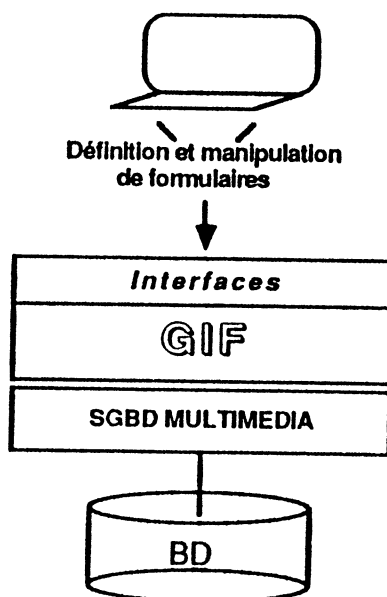 Définition et manipulation
de formulaires
Interfaces
GIF
SGBD MULTIMEDIA
BD